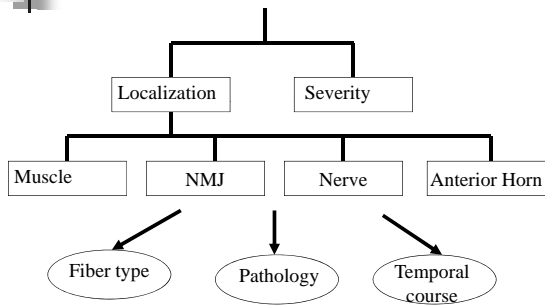 Localization
Severity
Muscle
NMJ
Nerve
Anterior Horn
Fiber type
Pathology
Temporal
course